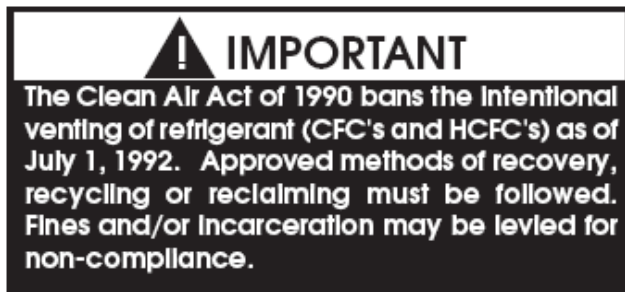 ! IMPORTANT
The Clean Air Act of 1990 bans the intentional
venting of refrigerant (CFC's and HCFC's) as of
July 1, 1992. Approved methods of recovery,
recycling or reclaiming must be followed.
Fines and/or incarceration may be levied for
non-compliance.